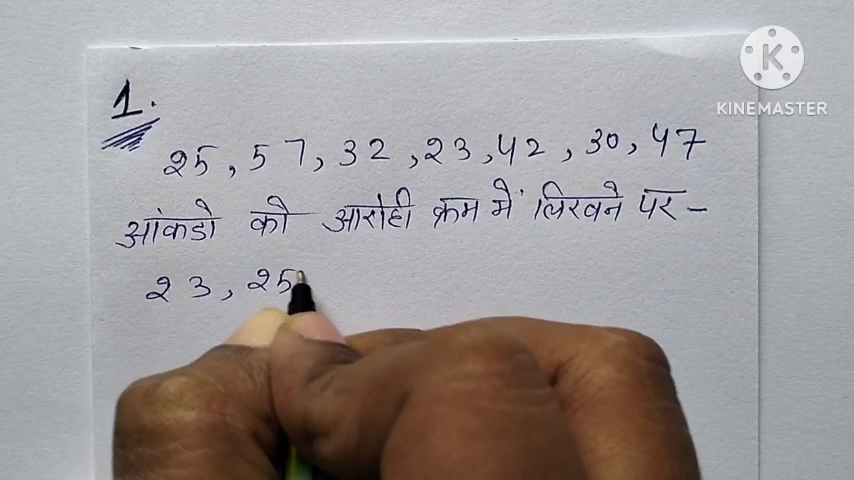 1.
25, 57, 32, 23, 42, 30, 47
आंकडो को आरोही क्रम में लिखने पर -
23, 25
KINEMASTER